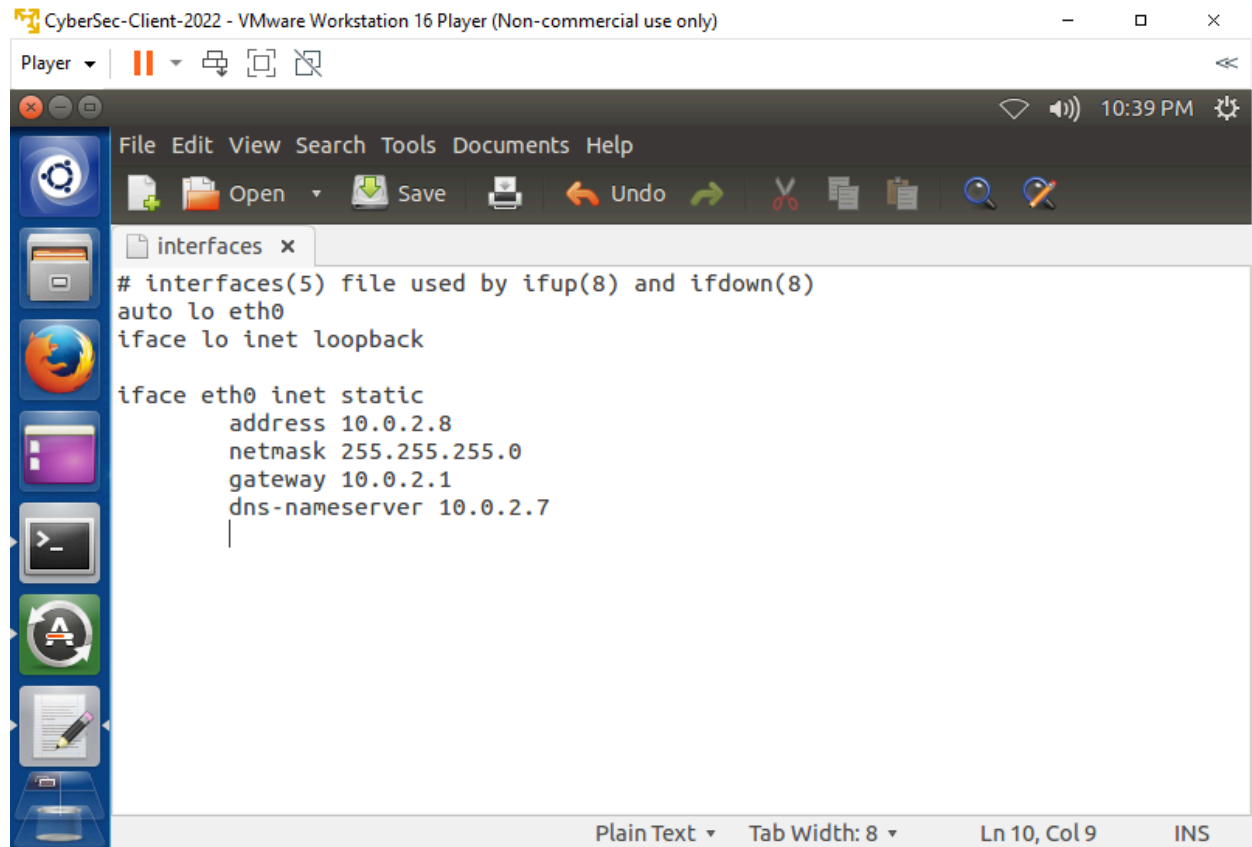 CyberSec-Client-2022 - VMware Workstation 16 Player (Non-commercial use only)
Player
10:39 PM
File Edit View Search Tools Documents Help
Open Save Undo
interfaces
# interfaces(5) file used by ifup(8) and ifdown(8)
auto lo eth0
iface lo inet loopback
iface eth0 inet static
address 10.0.2.8
netmask 255.255.255.0
gateway 10.0.2.1
dns-nameserver 10.0.2.7
Plain Text Tab Width: 8 Ln 10, Col 9 INS